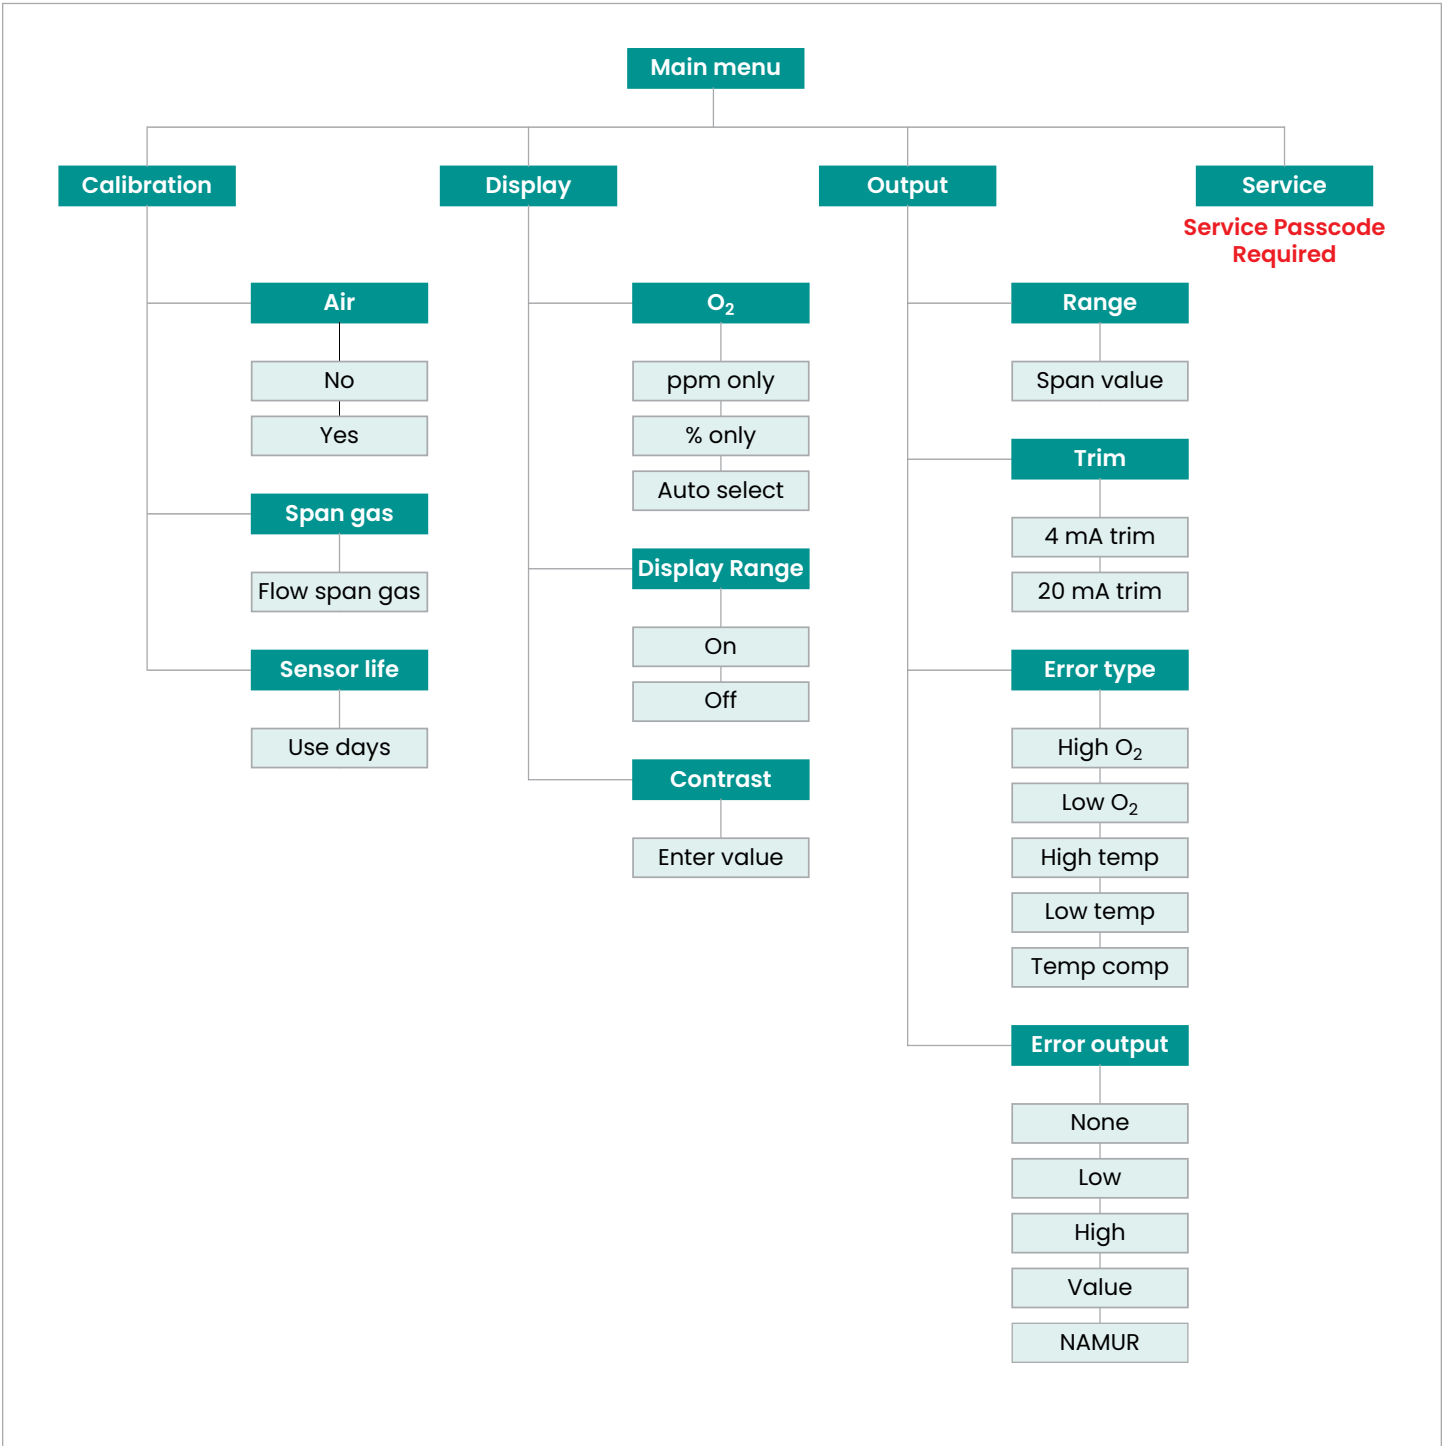 Main menu
Calibration
Display
Output
Service
Service Passcode
Required
Air
No
Yes
Span gas
Flow span gas
Sensor life
Use days
O₂
ppm only
% only
Auto select
Display Range
On
Off
Contrast
Enter value
Range
Span value
Trim
4 mA trim
20 mA trim
Error type
High O₂
Low O₂
High temp
Low temp
Temp comp
Error output
None
Low
High
Value
NAMUR